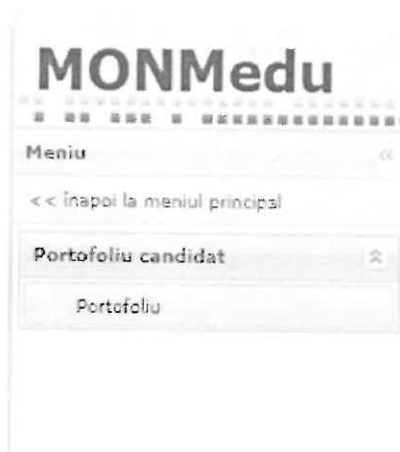 MONMedu
Meniu
<< înapoi la meniul principal
Portofoliu candidat
Portofoliu